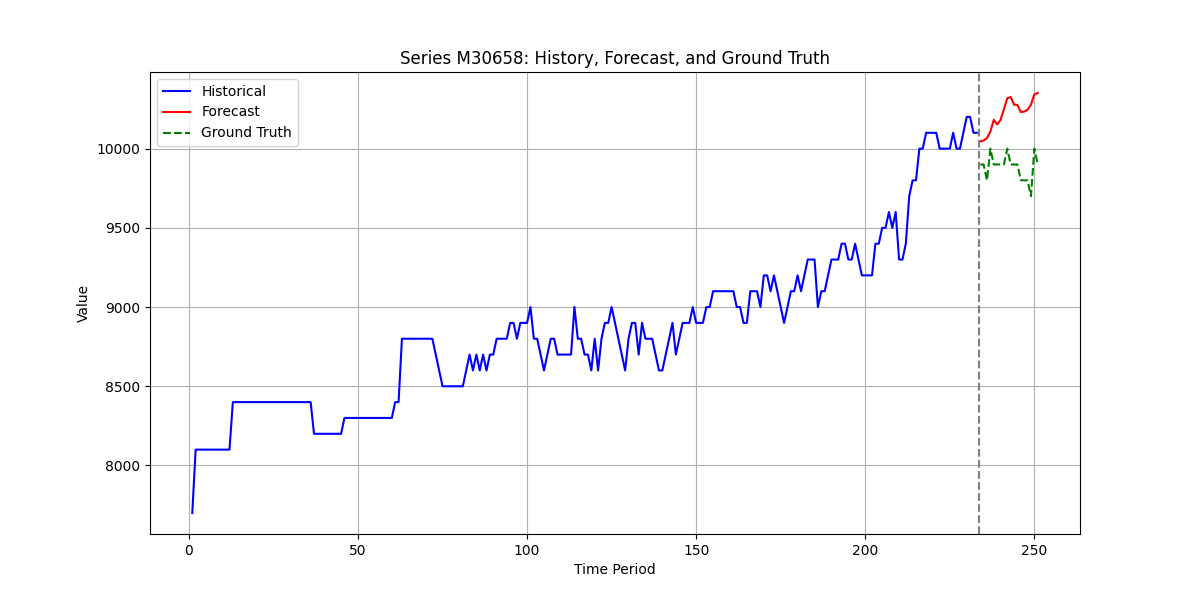 Series M30658: History, Forecast, and Ground Truth
Historical
Forecast
Ground Truth
10000
9500
9000
8500
8000
Value
0
50
100
150
200
250
Time Period